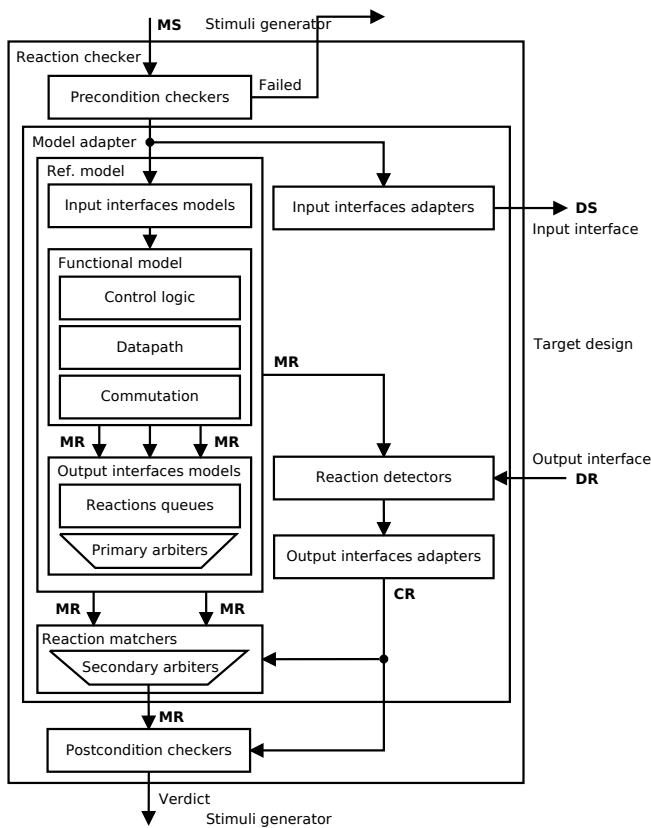 MS
Stimuli generator
Reaction checker
Failed
Precondition checkers
Model adapter
Ref. model
Input interfaces models
Input interfaces adapters
DS
Input interface
Functional model
Control logic
Datapath
Target design
MR
Commutation
MR
MR
Output interface
Output interfaces models
Reaction detectors
DR
Reactions queues
Primary arbiters
Output interfaces adapters
CR
MR
MR
Reaction matchers
Secondary arbiters
MR
Postcondition checkers
Verdict
Stimuli generator